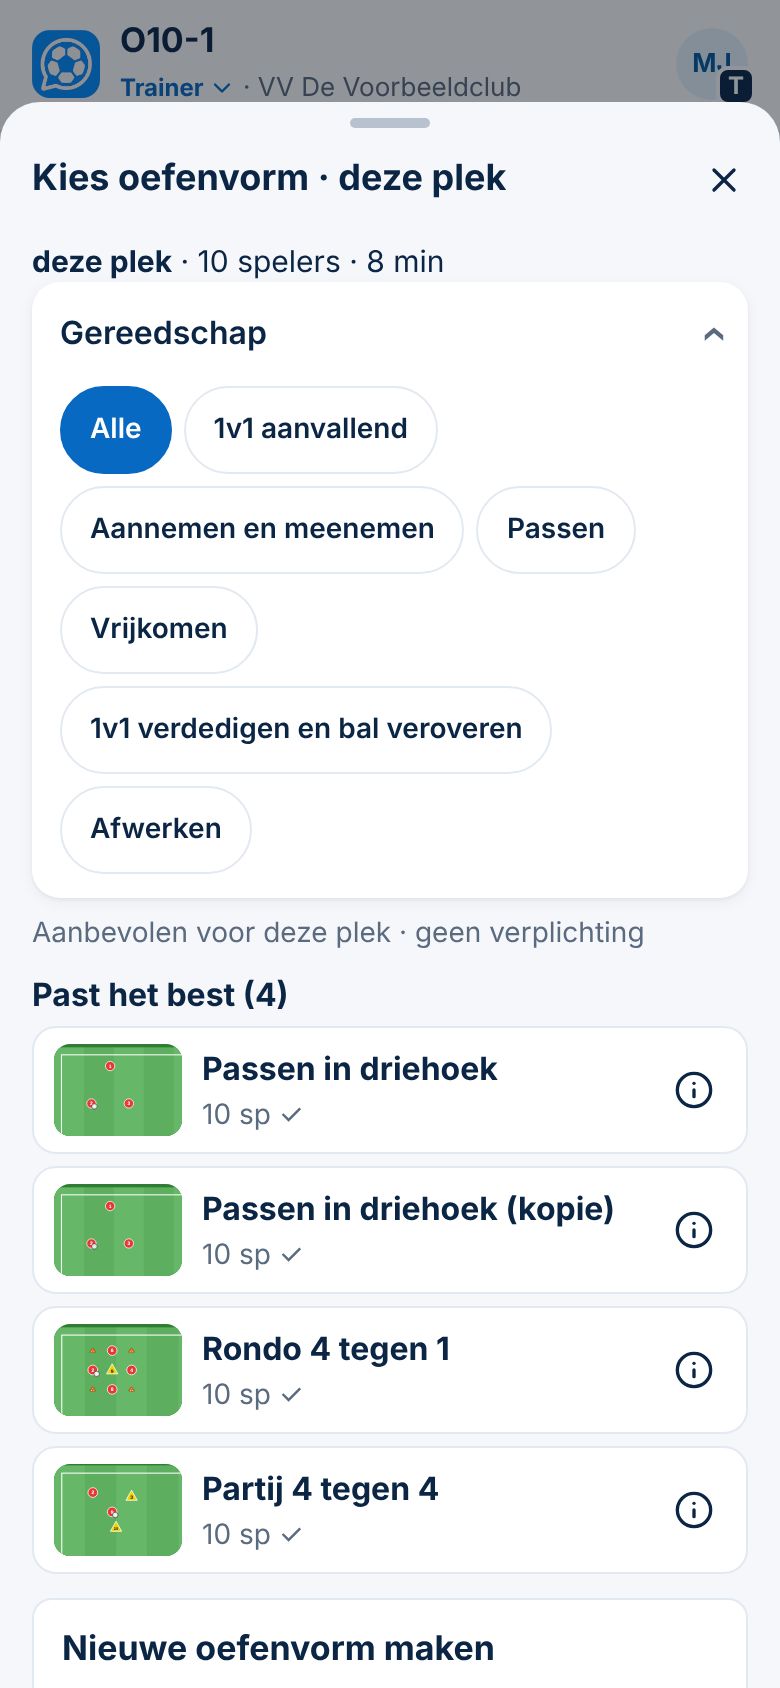 O10-1
Trainer · VV De Voorbeeldclub
T
Kies oefenvorm · deze plek
deze plek · 10 spelers · 8 min
Gereedschap
Alle
1v1 aanvallend
Aannemen en meenemen
Passen
Vrijkomen
1v1 verdedigen en bal veroveren
Afwerken
Aanbevolen voor deze plek · geen verplichting
Past het best (4)
Passen in driehoek
10 sp ✓
Passen in driehoek (kopie)
10 sp ✓
Rondo 4 tegen 1
10 sp ✓
Partij 4 tegen 4
10 sp ✓
Nieuwe oefenvorm maken